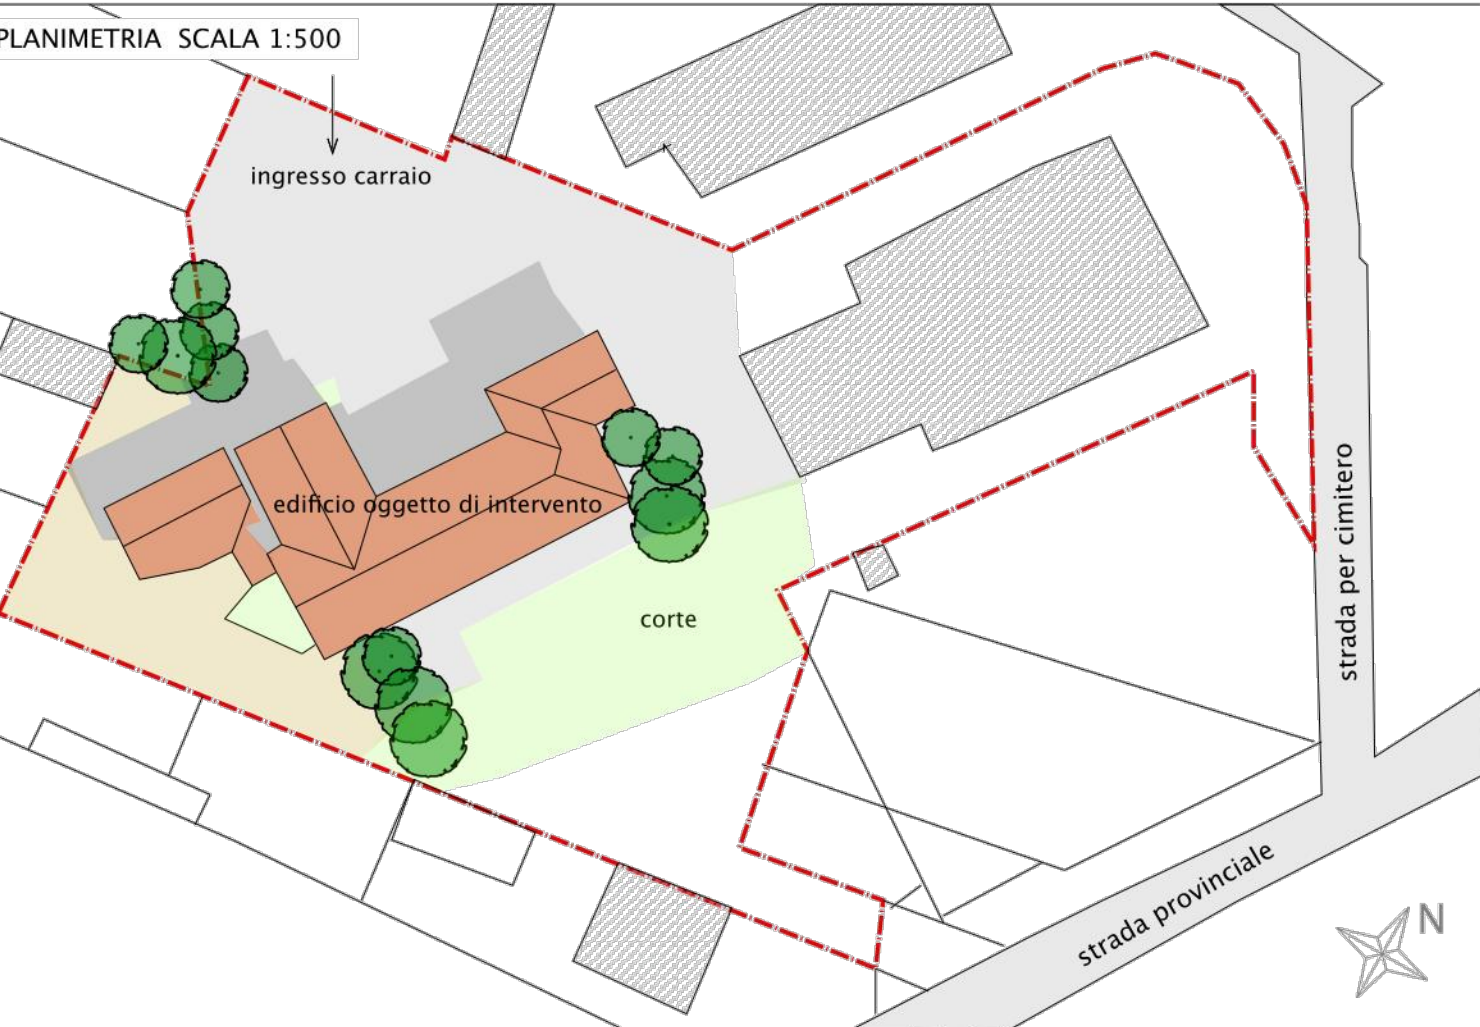 PLANIMETRIA SCALA 1:500
ingresso carraio
edificio oggetto di intervento
corte
strada per cimitero
strada provinciale
N